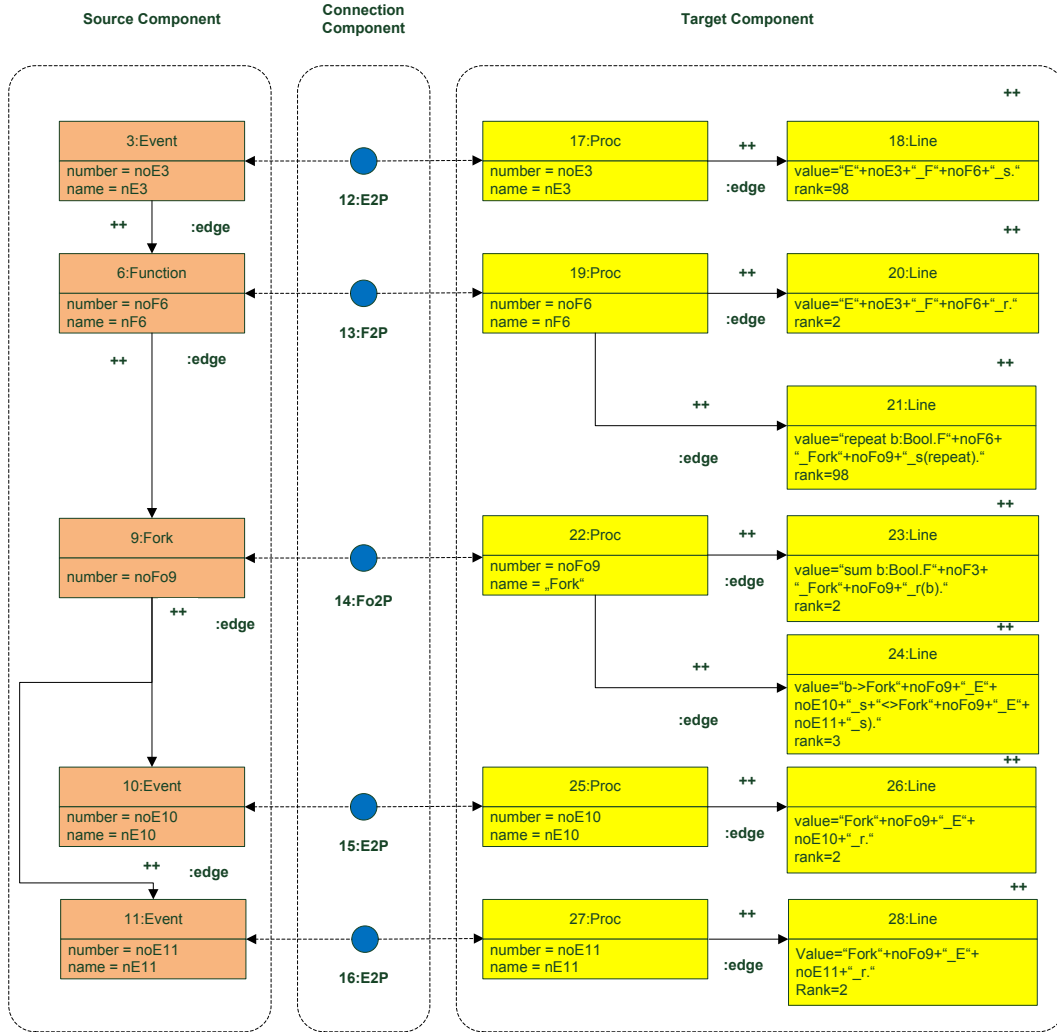 Source Component
Connection
Component
Target Component
++
3:Event
number = noE3
name = nE3
12:E2P
17:Proc
number = noE3
name = nE3
++
:edge
18:Line
value=“E“+noE3+“_F“+noF6+“_s.“
rank=98
++
:edge
++
6:Function
number = noF6
name = nF6
13:F2P
19:Proc
number = noF6
name = nF6
++
:edge
20:Line
value=“E“+noE3+“_F“+noF6+“_r.“
rank=2
++
:edge
++
++
:edge
21:Line
value=“repeat b:Bool.F“+noF6+
“_Fork“+noFo9+“_s(repeat).“
rank=98
++
9:Fork
number = noFo9
14:Fo2P
22:Proc
number = noFo9
name = „Fork“
++
:edge
23:Line
value=“sum b:Bool.F“+noF3+
“_Fork“+noFo9+“_r(b).“
rank=2
++
:edge
++
++
:edge
24:Line
value=“b->Fork“+noFo9+“_E“+
noE10+“_s+“<>Fork“+noFo9+“_E“+
noE11+“_s).“
rank=3
++
10:Event
number = noE10
name = nE10
15:E2P
25:Proc
number = noE10
name = nE10
++
:edge
26:Line
value=“Fork“+noFo9+“_E“+
noE10+“_r.“
rank=2
++
:edge
++
11:Event
number = noE11
name = nE11
16:E2P
27:Proc
number = noE11
name = nE11
++
:edge
28:Line
Value=“Fork“+noFo9+“_E“+
noE11+“_r.“
Rank=2